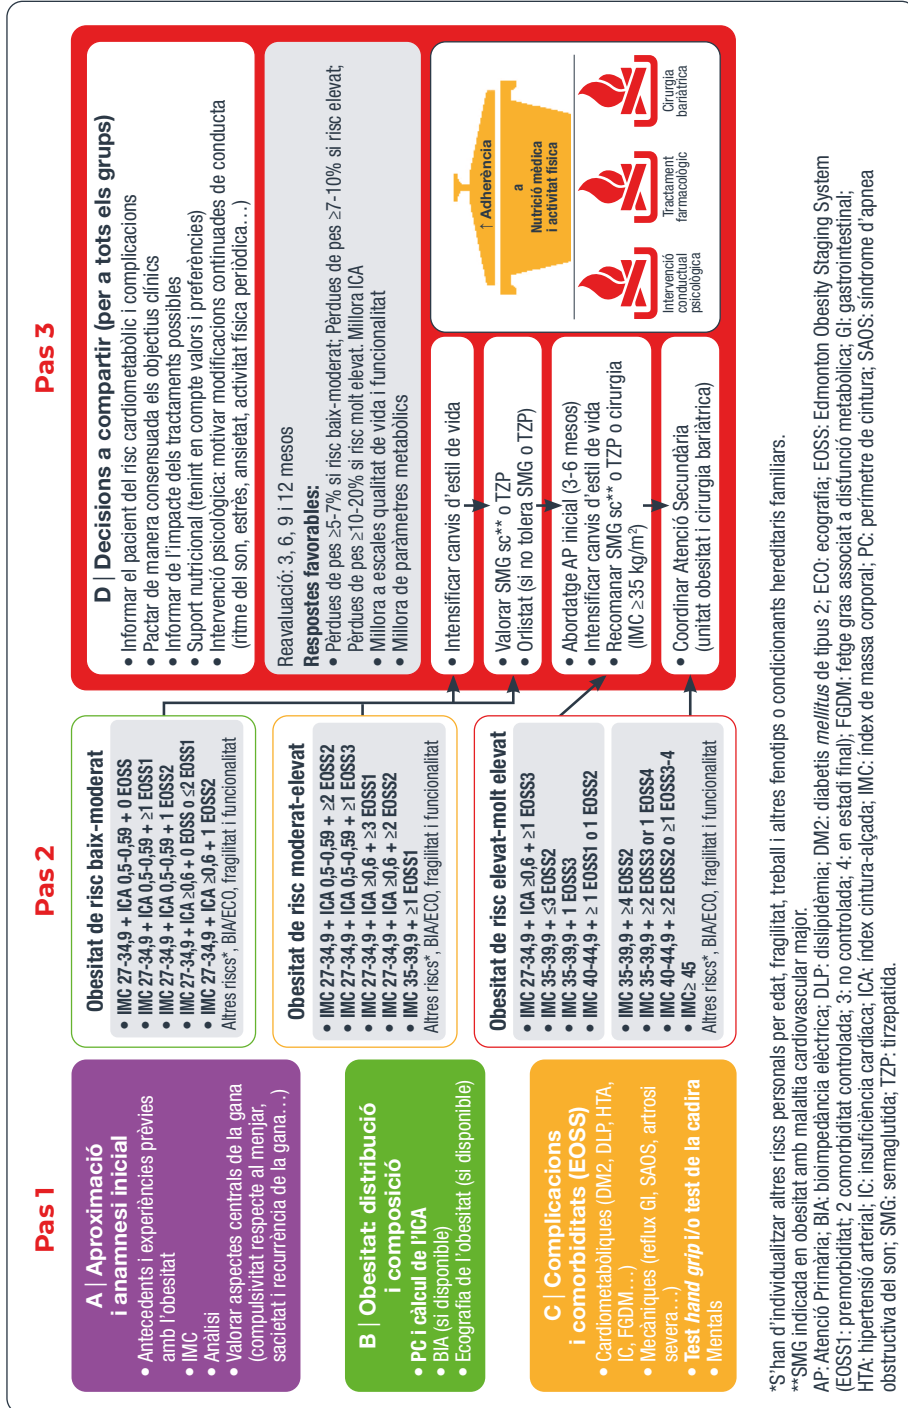 Pas 1
A | Aproximació
i anamnesi inicial
• Antecedents i experiències prèvies
amb l'obesitat
• IMC
• Anàlisi
• Valorar aspectes centrals de la gana
(compulsivitat respecte al menjar,
sacietat i recurrència de la gana…)
B | Obesitat: distribució
i composició
• PC i càlcul de l'ICA
• BIA (si disponible)
• Ecografia de l'obesitat (si disponible)
C | Complicacions
i comorbiditats (EOSS)
• Cardiometabòliques (DM2, DLP, HTA,
IC, FGDM…)
• Mecàniques (reflux GI, SAOS, artrosi
severa…)
• Test hand grip i/o test de la cadira
• Mentals
Pas 2
Obesitat de risc baix-moderat
• IMC 27-34,9 + ICA 0,5-0,59 + 0 EOSS
• IMC 27-34,9 + ICA 0,5-0,59 + ≥1 EOSS1
• IMC 27-34,9 + ICA 0,5-0,59 + 1 EOSS2
• IMC 27-34,9 + ICA ≥0,6 + 0 EOSS o ≤2 EOSS1
• IMC 27-34,9 + ICA ≥0,6 + 1 EOSS2
Altres riscs*, BIA/ECO, fragilitat i funcionalitat
Obesitat de risc moderat-elevat
• IMC 27-34,9 + ICA 0,5-0,59 + ≥2 EOSS2
• IMC 27-34,9 + ICA 0,5-0,59 + ≥1 EOSS3
• IMC 27-34,9 + ICA ≥0,6 + ≥3 EOSS1
• IMC 27-34,9 + ICA ≥0,6 + ≥2 EOSS2
• IMC 35-39,9 + ≥1 EOSS1
Altres riscs*, BIA/ECO, fragilitat i funcionalitat
Obesitat de risc elevat-molt elevat
• IMC 27-34,9 + ICA ≥0,6 + ≥1 EOSS3
• IMC 35-39,9 + ≤3 EOSS2
• IMC 35-39,9 + 1 EOSS3
• IMC 40-44,9 + ≥ 1 EOSS1 o 1 EOSS2
• IMC 35-39,9 + ≥4 EOSS2
• IMC 35-39,9 + ≥2 EOSS3 or 1 EOSS4
• IMC 40-44,9 + ≥2 EOSS2 o ≥1 EOSS3-4
• IMC≥ 45
Altres riscs*, BIA/ECO, fragilitat i funcionalitat
Pas 3
D | Decisions a compartir (per a tots els grups)
• Informar el pacient del risc cardiometabòlic i complicacions
• Pactar de manera consensuada els objectius clínics
• Informar de l'impacte dels tractaments possibles
• Suport nutricional (tenint en compte valors i preferències)
• Intervenció psicològica: motivar modificacions continuades de conducta
(ritme del son, estrès, ansietat, activitat física periòdica…)
Reavaluació: 3, 6, 9 i 12 mesos
Respostes favorables:
• Pèrdues de pes ≥5-7% si risc baix-moderat; Pèrdues de pes ≥7-10% si risc elevat;
Pèrdues de pes ≥10-20% si risc molt elevat. Millora ICA
• Millora a escales qualitat de vida i funcionalitat
• Millora de paràmetres metabòlics
• Intensificar canvis d'estil de vida
• Valorar SMG sc** o TZP
• Orlistat (si no tolera SMG o TZP)
• Abordatge AP inicial (3-6 mesos)
• Intensificar canvis d'estil de vida
• Recomanar SMG sc** o TZP o cirurgia
(IMC ≥35 kg/m²)
• Coordinar Atenció Secundària
(unitat obesitat i cirurgia bariàtrica)
↑ Adherència
a
Nutrició mèdica
i activitat física
Intervenció
conductual
psicològica
Tractament
farmacològic
Cirurgia
bariàtrica
*S'han d'individualitzar altres riscs personals per edat, fragilitat, treball i altres fenotips o condicionants hereditaris familiars.
**SMG indicada en obesitat amb malaltia cardiovascular major.
AP: Atenció Primària; BIA: bioimpedància elèctrica; DLP: dislipidèmia; DM2: diabetis mellitus de tipus 2; ECO: ecografia; EOSS: Edmonton Obesity Staging System
(EOSS1: premorbiditat; 2 comorbiditat controlada; 3: no controlada; 4: en estadi final); FGDM: fetge gras associat a disfunció metabòlica; GI: gastrointestinal;
HTA: hipertensió arterial; IC: insuficiència cardíaca; ICA: índex cintura-alçada; IMC: índex de massa corporal; PC: perímetre de cintura; SAOS: síndrome d'apnea
obstructiva del son; SMG: semaglutida; TZP: tirzepatida.